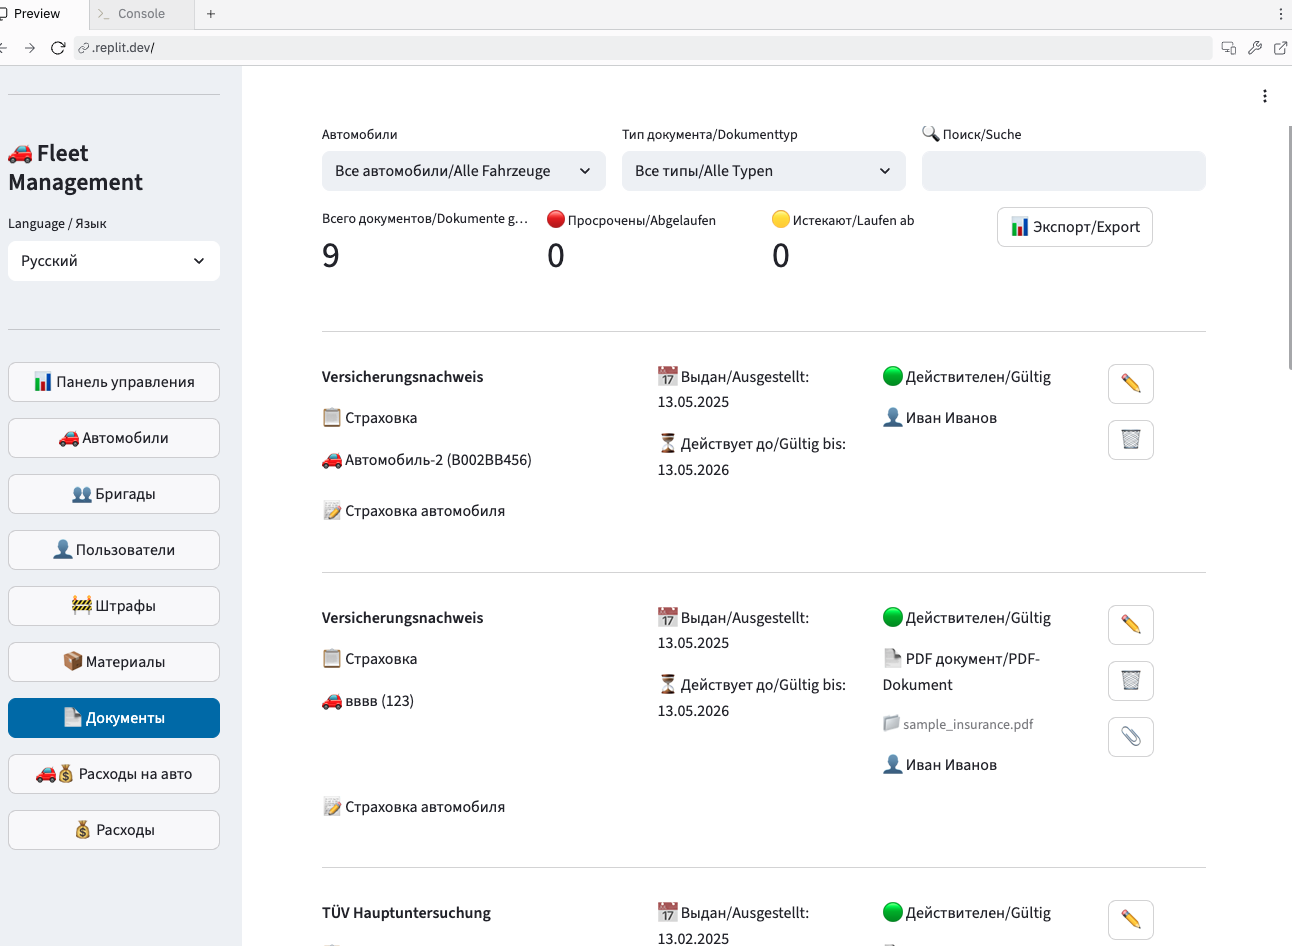 Preview
Console
.replit.dev/
Fleet
Management
Language / Язык
Русский
Панель управления
Автомобили
Бригады
Пользователи
Штрафы
Материалы
Документы
Расходы на авто
Расходы
Автомобили
Все автомобили/Alle Fahrzeuge
Тип документа/Dokumenttyp
Все типы/Alle Typen
Поиск/Suche
Всего документов/Dokumente g...
9
Просрочены/Abgelaufen
0
Истекают/Laufen ab
0
Экспорт/Export
Versicherungsnachweis
Страховка
Автомобиль-2 (В002ВВ456)
Страховка автомобиля
Выдан/Ausgestellt:
13.05.2025
Действует до/Gültig bis:
13.05.2026
Действителен/Gültig
Иван Иванов
Versicherungsnachweis
Страховка
вввв (123)
Страховка автомобиля
Выдан/Ausgestellt:
13.05.2025
Действует до/Gültig bis:
13.05.2026
Действителен/Gültig
PDF документ/PDF-
Dokument
sample_insurance.pdf
Иван Иванов
TÜV Hauptuntersuchung
Выдан/Ausgestellt:
13.02.2025
Действителен/Gültig